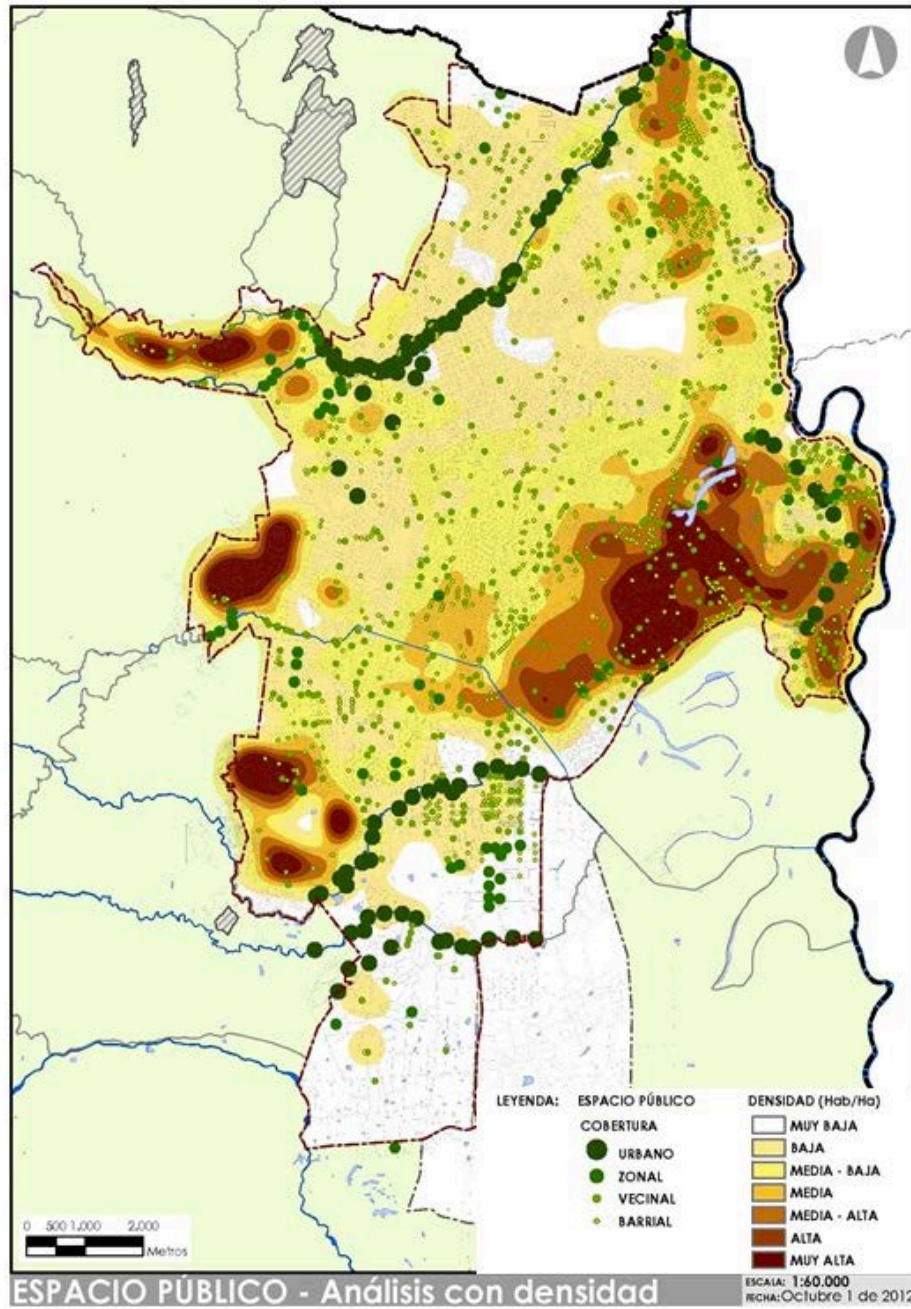 LEYENDA: ESPACIO PÚBLICO
COBERTURA
URBANO
ZONAL
VECINAL
BARRIAL
DENSIDAD (Hab/Ha)
MUY BAJA
BAJA
MEDIA - BAJA
MEDIA
MEDIA - ALTA
ALTA
MUY ALTA
0 500 1,000 2,000
Metros
ESPACIO PÚBLICO - Análisis con densidad
ESCALA: 1:60.000
FECHA: Octubre 1 de 2012